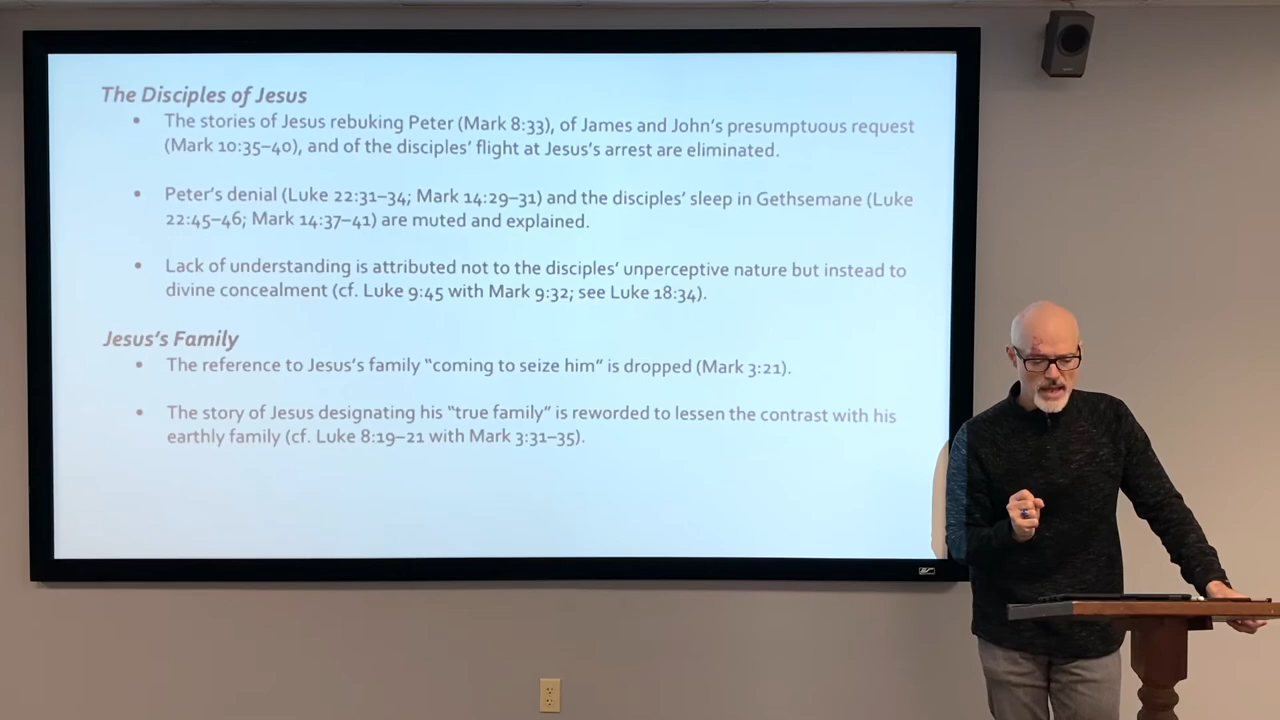 The Disciples of Jesus
• The stories of Jesus rebuking Peter (Mark 8:33), of James and John's presumptuous request
(Mark 10:35–40), and of the disciples' flight at Jesus's arrest are eliminated.
• Peter's denial (Luke 22:31–34; Mark 14:29–31) and the disciples' sleep in Gethsemane (Luke
22:45–46; Mark 14:37–41) are muted and explained.
• Lack of understanding is attributed not to the disciples' unperceptive nature but instead to
divine concealment (cf. Luke 9:45 with Mark 9:32; see Luke 18:34).
Jesus's Family
• The reference to Jesus's family "coming to seize him" is dropped (Mark 3:21).
• The story of Jesus designating his "true family" is reworded to lessen the contrast with his
earthly family (cf. Luke 8:19–21 with Mark 3:31–35).